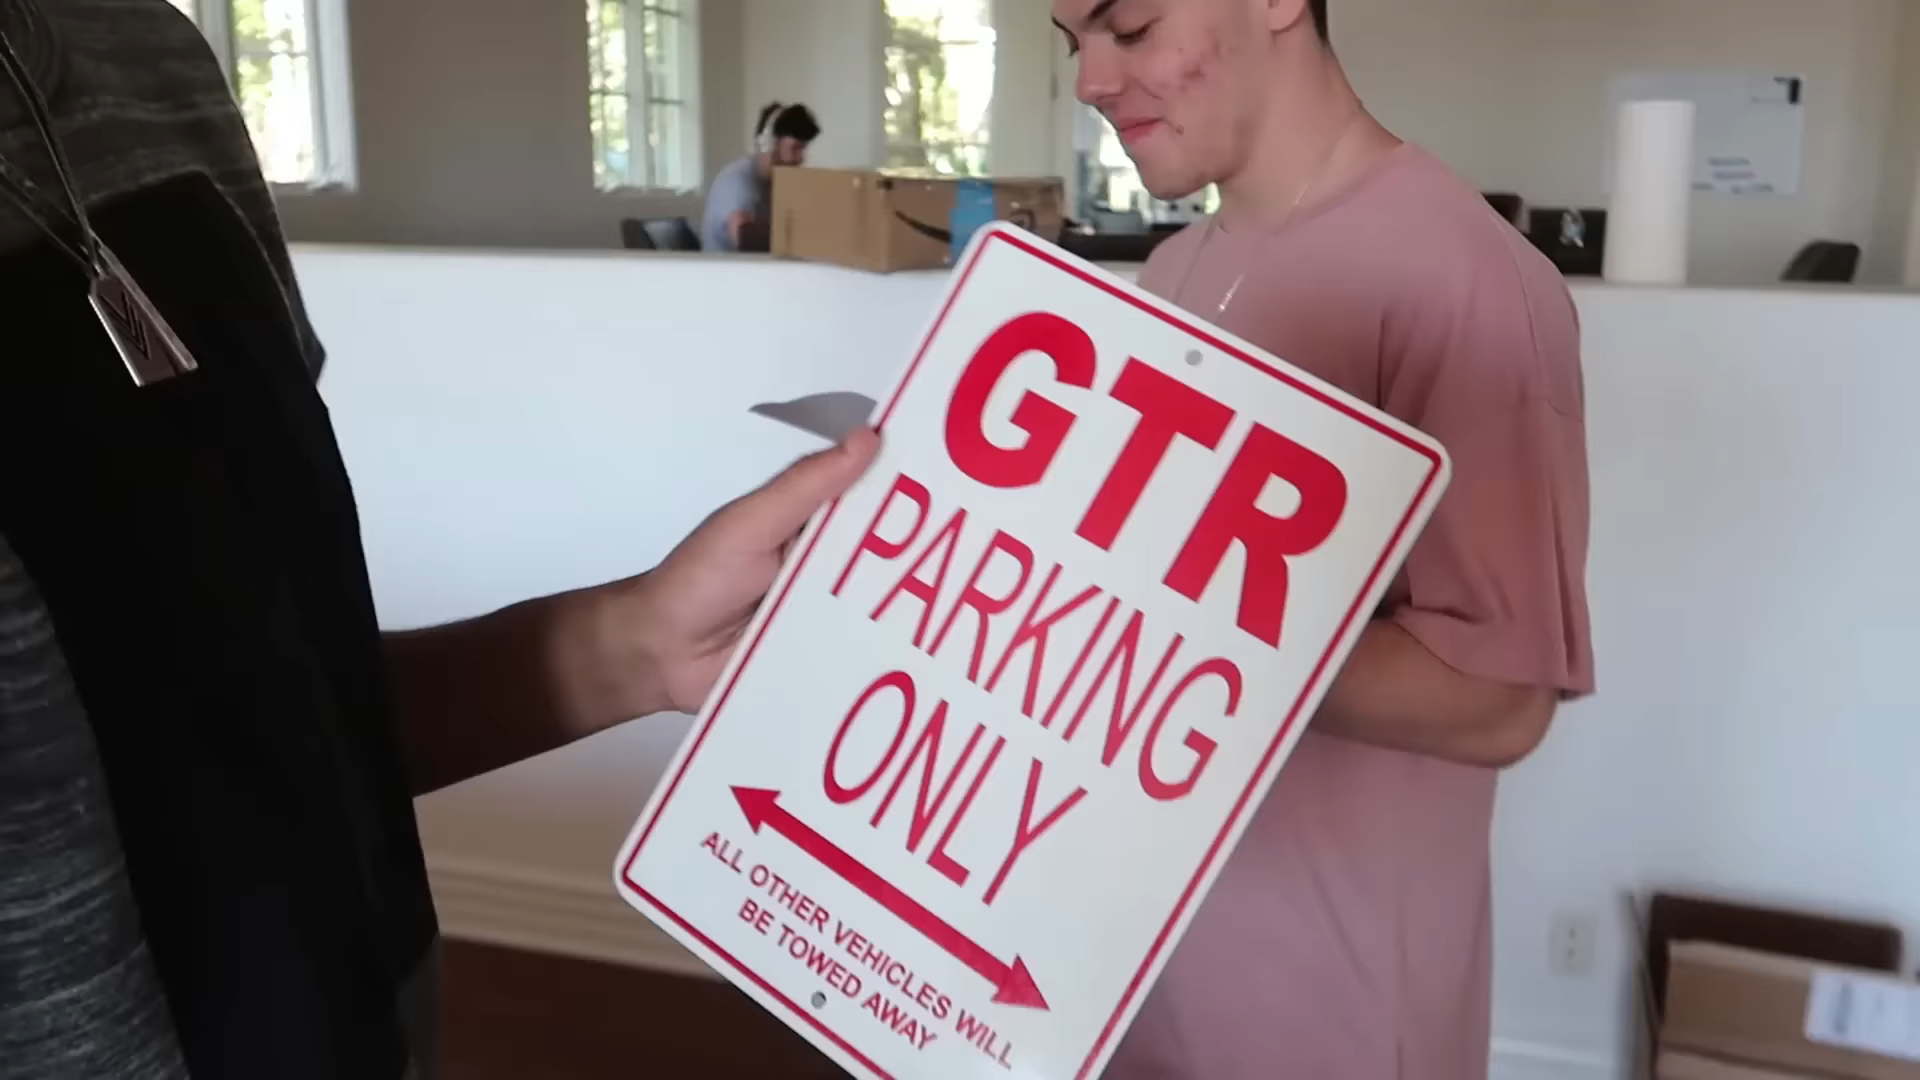 GTR
PARKING
ONLY
ALL OTHER VEHICLES WILL
BE TOWED AWAY